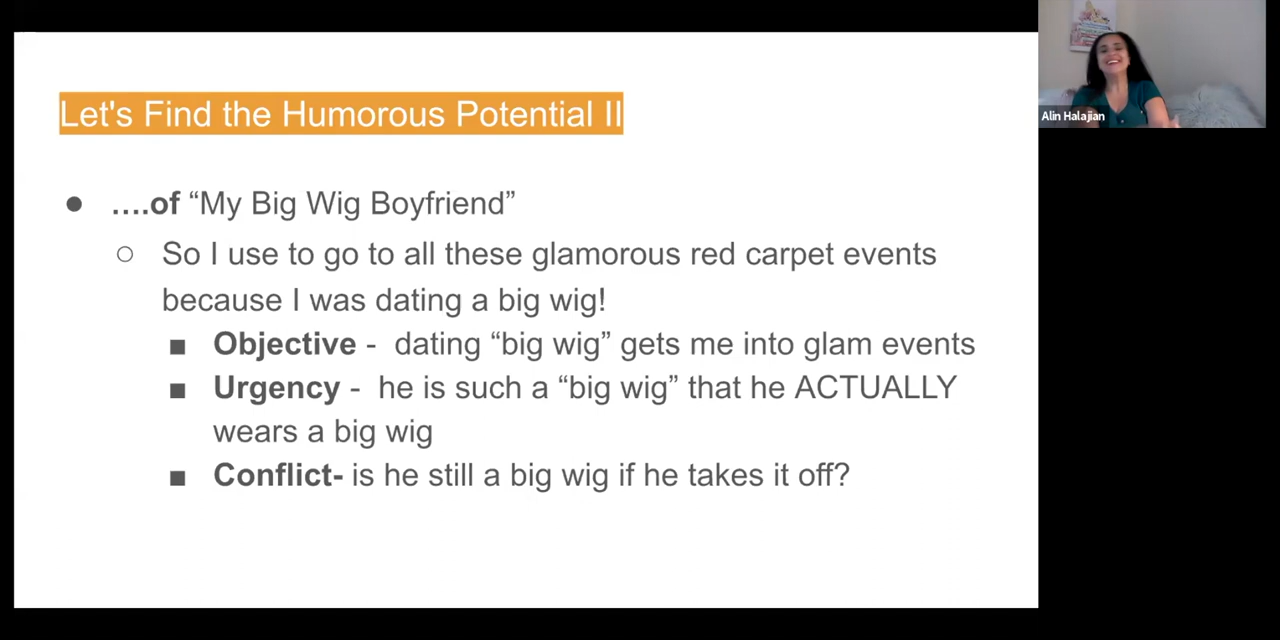 Let's Find the Humorous Potential II
● ….of “My Big Wig Boyfriend”
○ So I use to go to all these glamorous red carpet events
because I was dating a big wig!
■ Objective - dating “big wig” gets me into glam events
■ Urgency - he is such a “big wig” that he ACTUALLY
wears a big wig
■ Conflict- is he still a big wig if he takes it off?
Alin Halajian